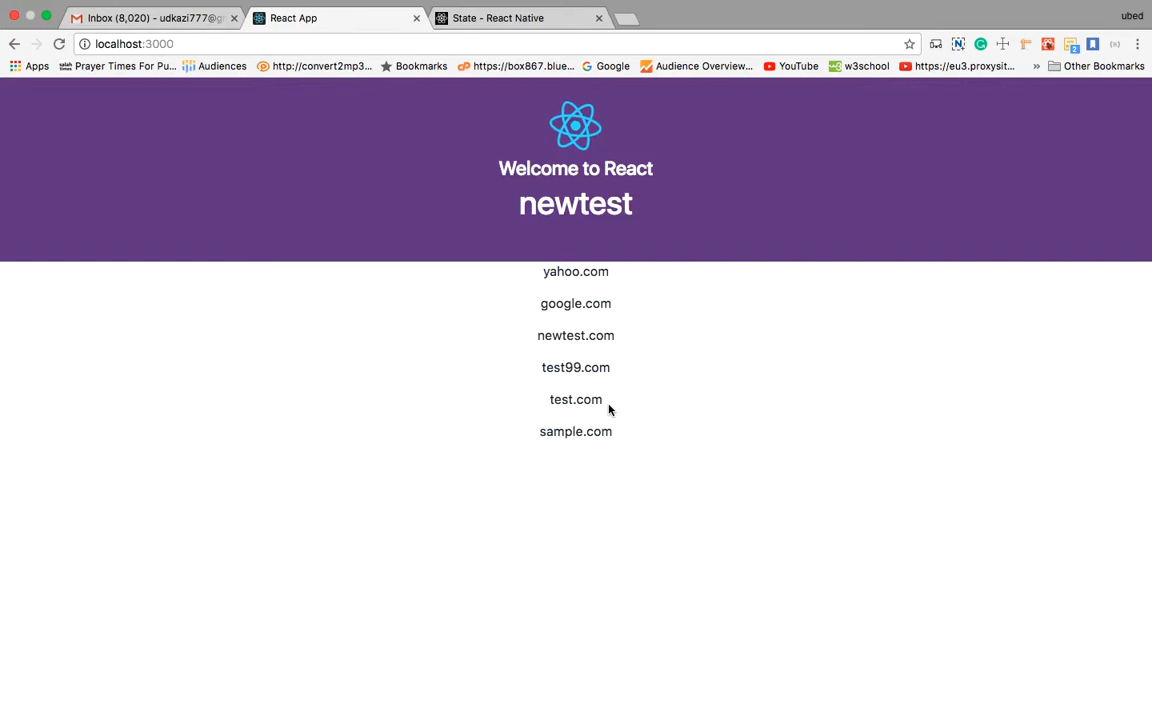 Inbox (8,020) - udkazi777@g
React App
State - React Native
ubed
localhost:3000
Apps
Prayer Times For Pu...
Audiences
http://convert2mp3...
Bookmarks
https://box867.blue...
Google
Audience Overview...
YouTube
w3school
https://eu3.proxysit...
» Other Bookmarks
Welcome to React
newtest
yahoo.com
google.com
newtest.com
test99.com
test.com
sample.com